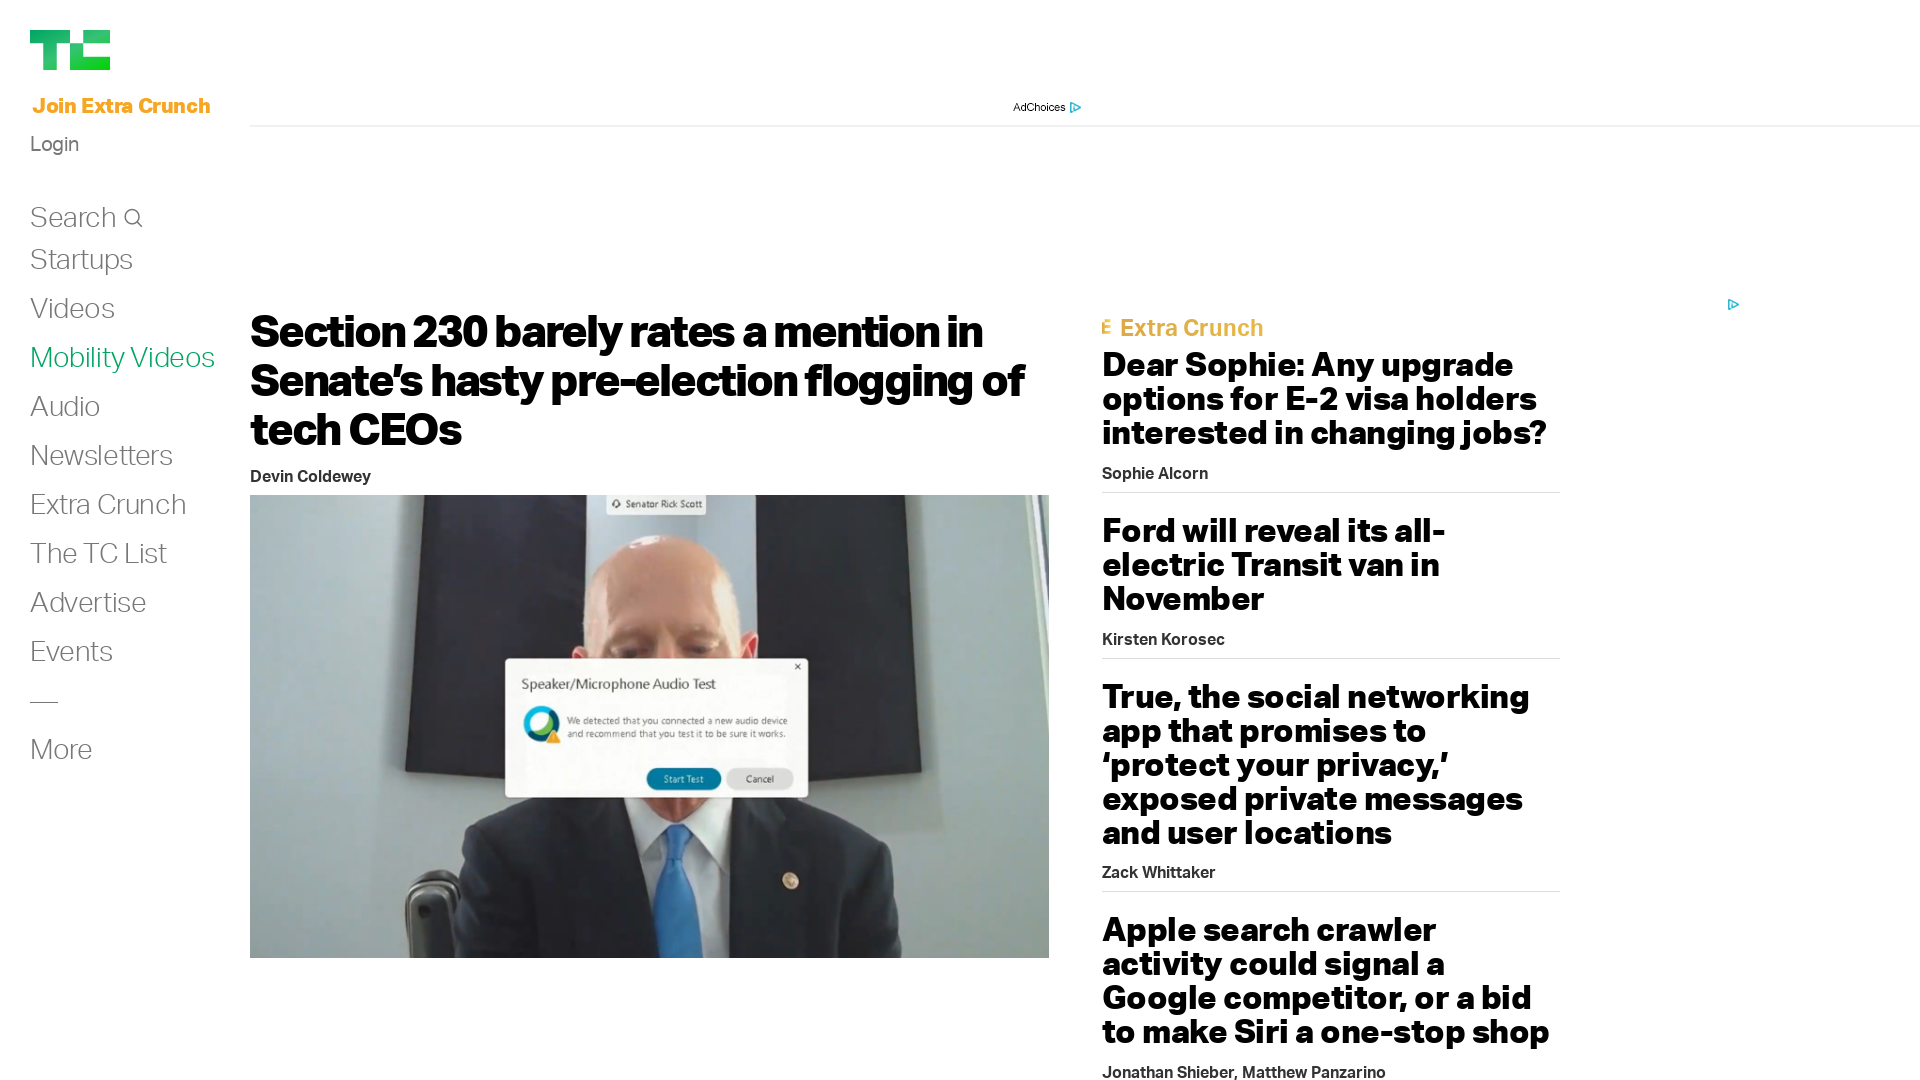 TC
Join Extra Crunch
Login
Search
Startups
Videos
Mobility Videos
Audio
Newsletters
Extra Crunch
The TC List
Advertise
Events
More
AdChoices
Section 230 barely rates a mention in
Senate’s hasty pre-election flogging of
tech CEOs
Devin Coldewey
Senator Rick Scott
Speaker/Microphone Audio Test
We detected that you connected a new audio device
and recommend that you test it to be sure it works.
Start Test
Cancel
Extra Crunch
Dear Sophie: Any upgrade
options for E-2 visa holders
interested in changing jobs?
Sophie Alcorn
Ford will reveal its all-
electric Transit van in
November
Kirsten Korosec
True, the social networking
app that promises to
‘protect your privacy,’
exposed private messages
and user locations
Zack Whittaker
Apple search crawler
activity could signal a
Google competitor, or a bid
to make Siri a one-stop shop
Jonathan Shieber, Matthew Panzarino